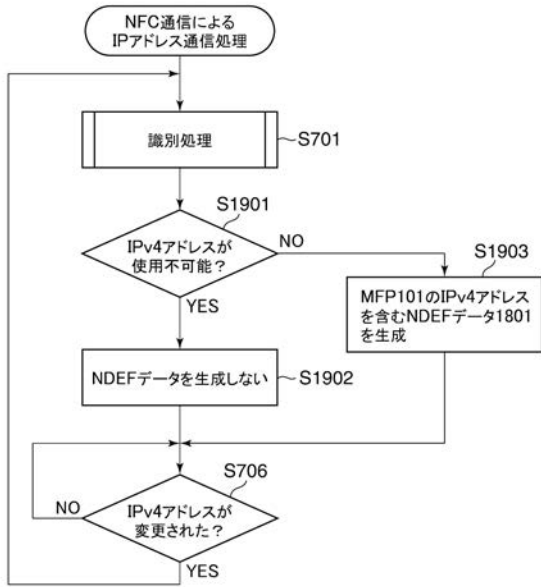 NFC通信による
IPアドレス通信処理
識別処理
S701
S1901
IPv4アドレスが
使用不可能？
NO
YES
S1903
MFP101のIPv4アドレス
を含むNDEFデータ1801
を生成
NDEFデータを生成しない
S1902
S706
IPv4アドレスが
変更された？
NO
YES